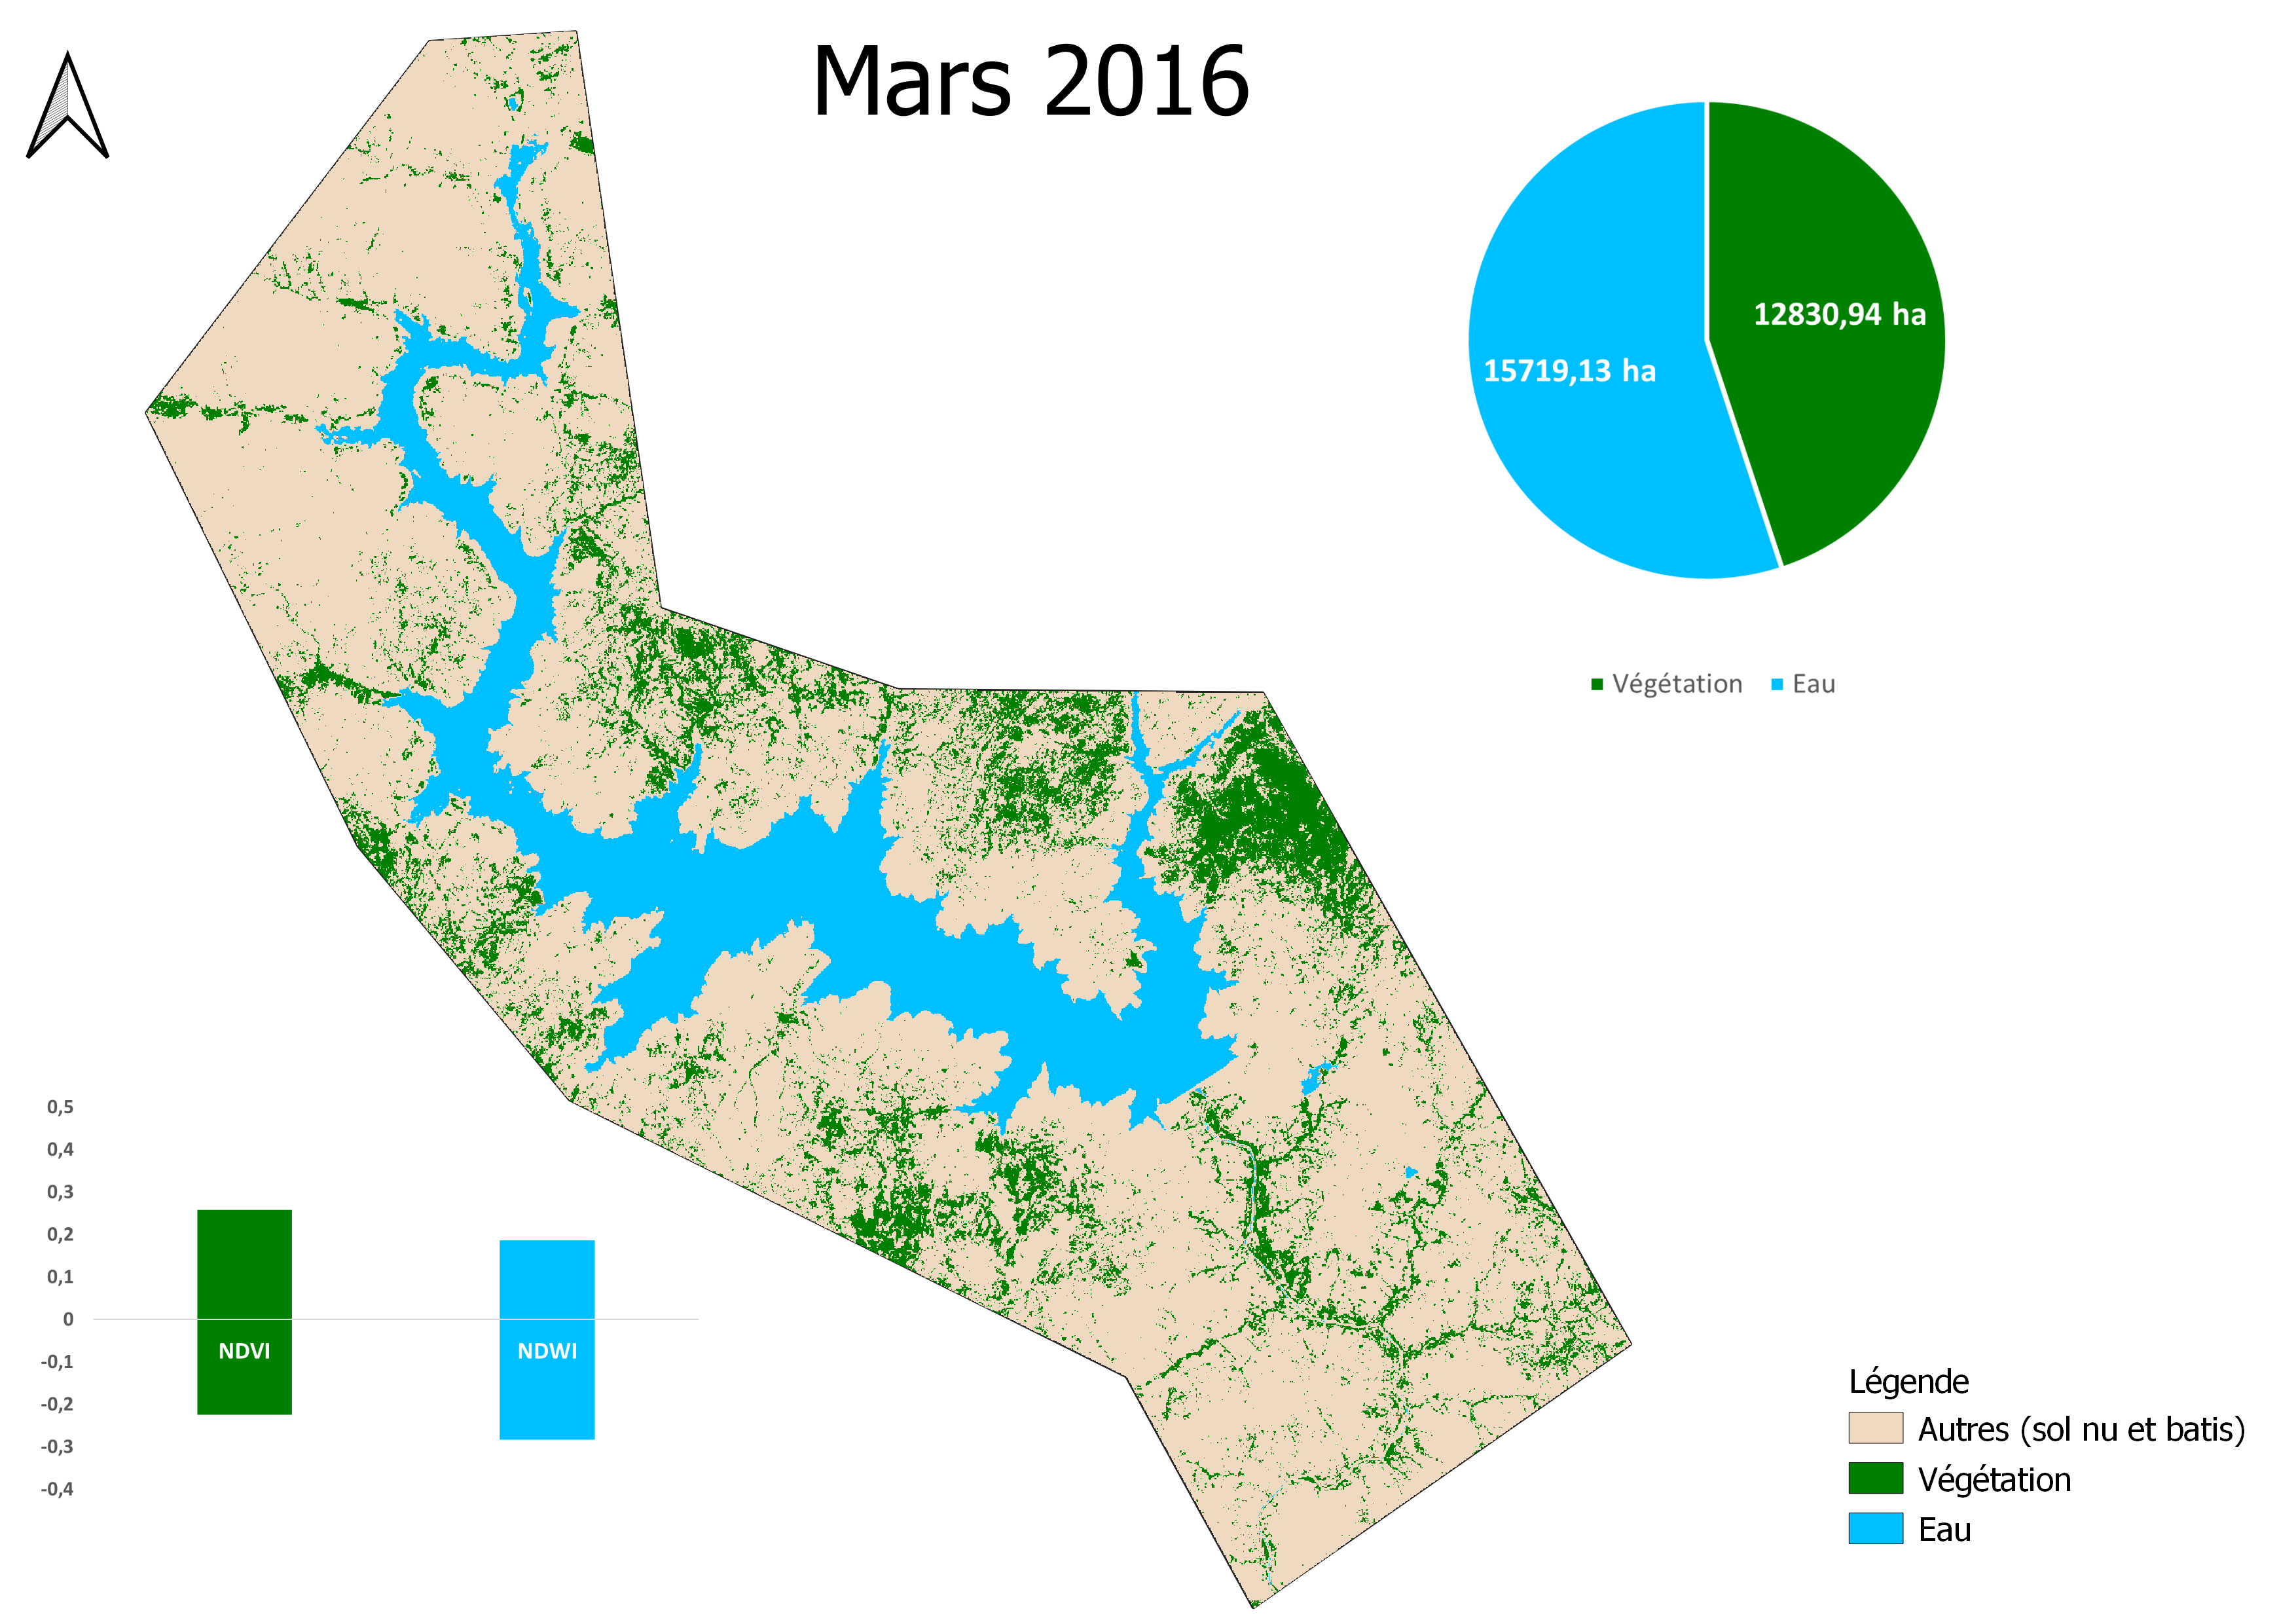 Mars 2016
12830,94 ha
15719,13 ha
Végétation
Eau
0,5
0,4
0,3
0,2
0,1
0
-0,1
-0,2
-0,3
-0,4
NDVI
NDWI
Légende
Autres (sol nu et batis)
Végétation
Eau